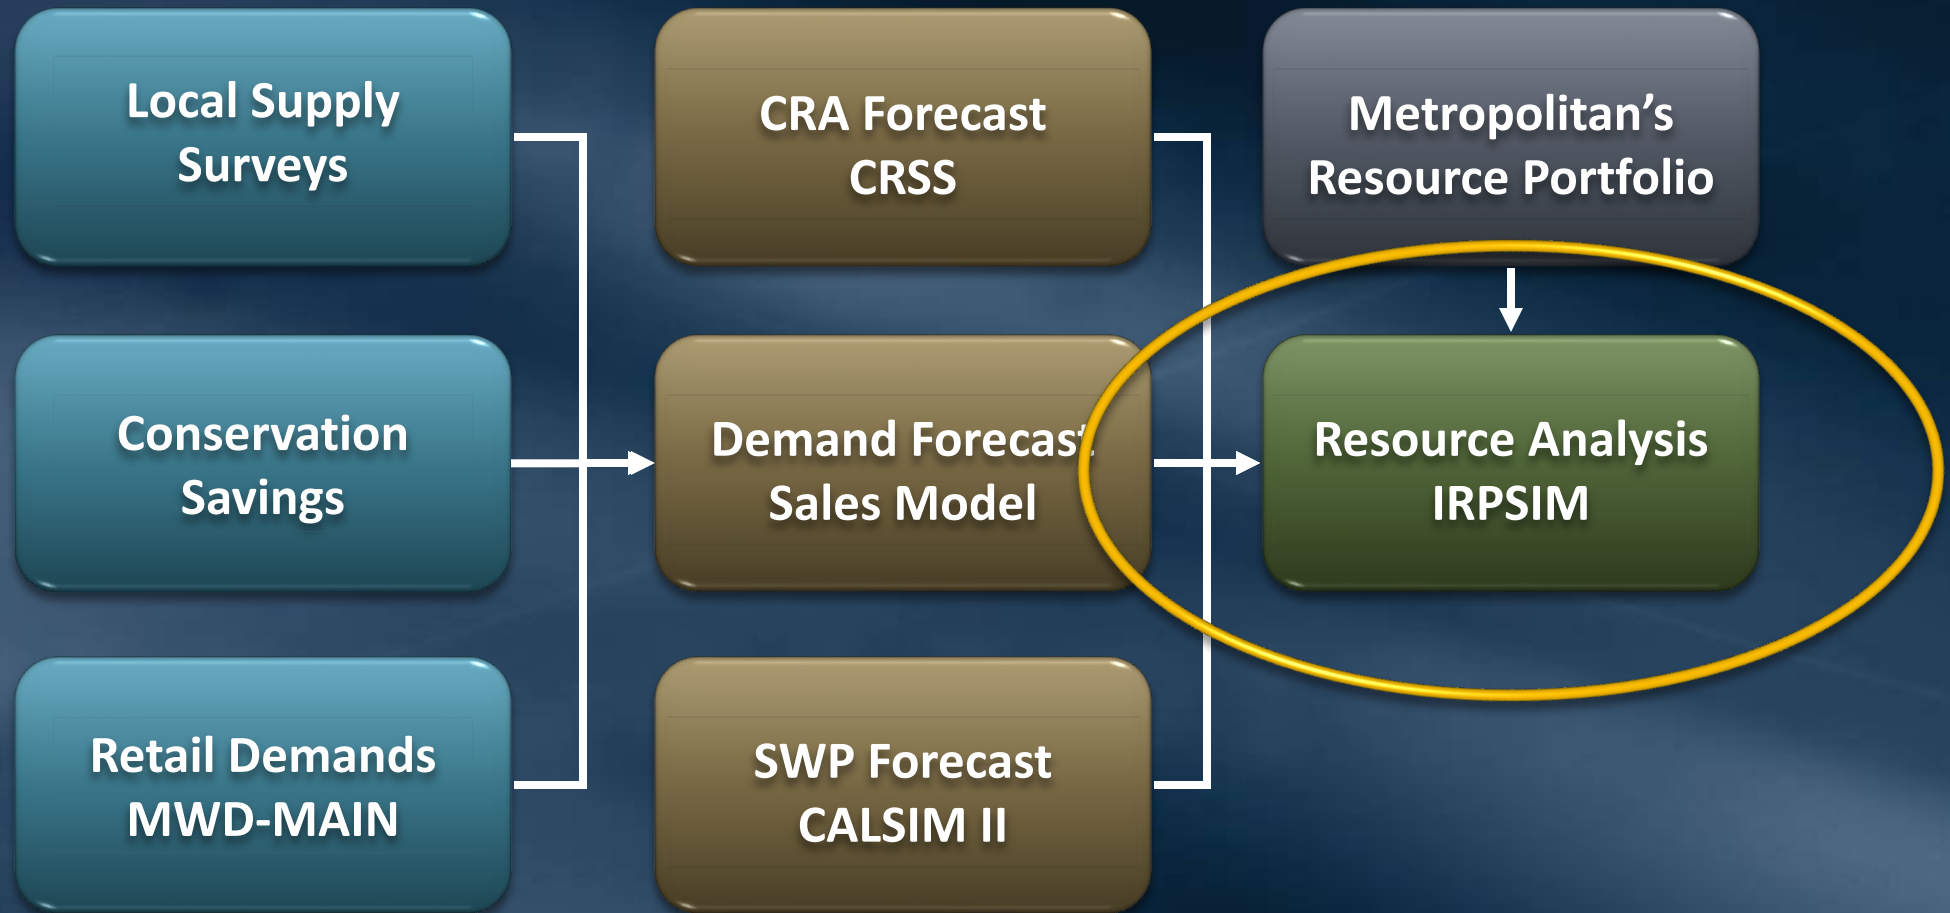 Local Supply
Surveys
CRA Forecast
CRSS
Metropolitan’s
Resource Portfolio
Conservation
Savings
Demand Forecast
Sales Model
Resource Analysis
IRPSIM
Retail Demands
MWD-MAIN
SWP Forecast
CALSIM II